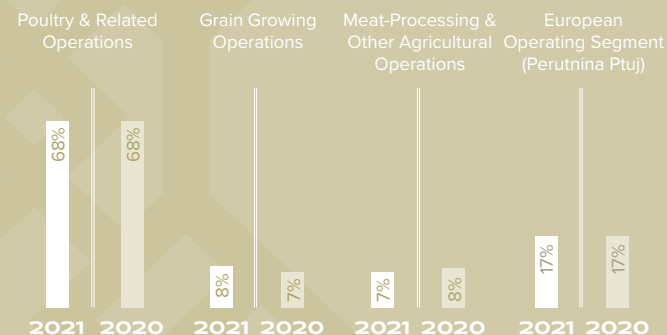 Poultry & Related
Operations
68%
68%
2021 2020
Grain Growing
Operations
8%
7%
2021 2020
Meat-Processing &
Other Agricultural
Operations
7%
8%
2021 2020
European
Operating Segment
(Perutnina Ptuj)
17%
17%
2021 2020